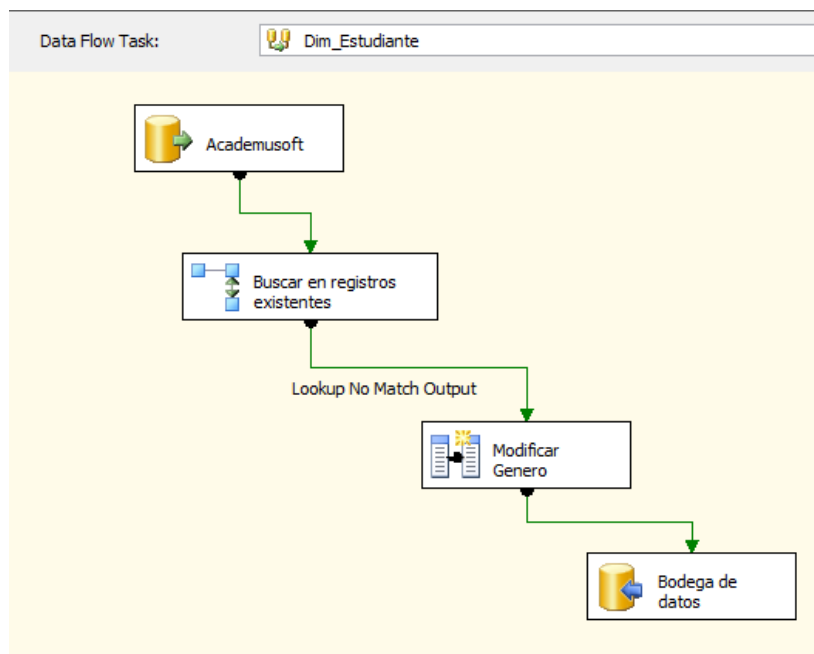 Data Flow Task:
Dim_Estudiante
Academusoft
Buscar en registros
existentes
Lookup No Match Output
Modificar
Genero
Bodega de
datos